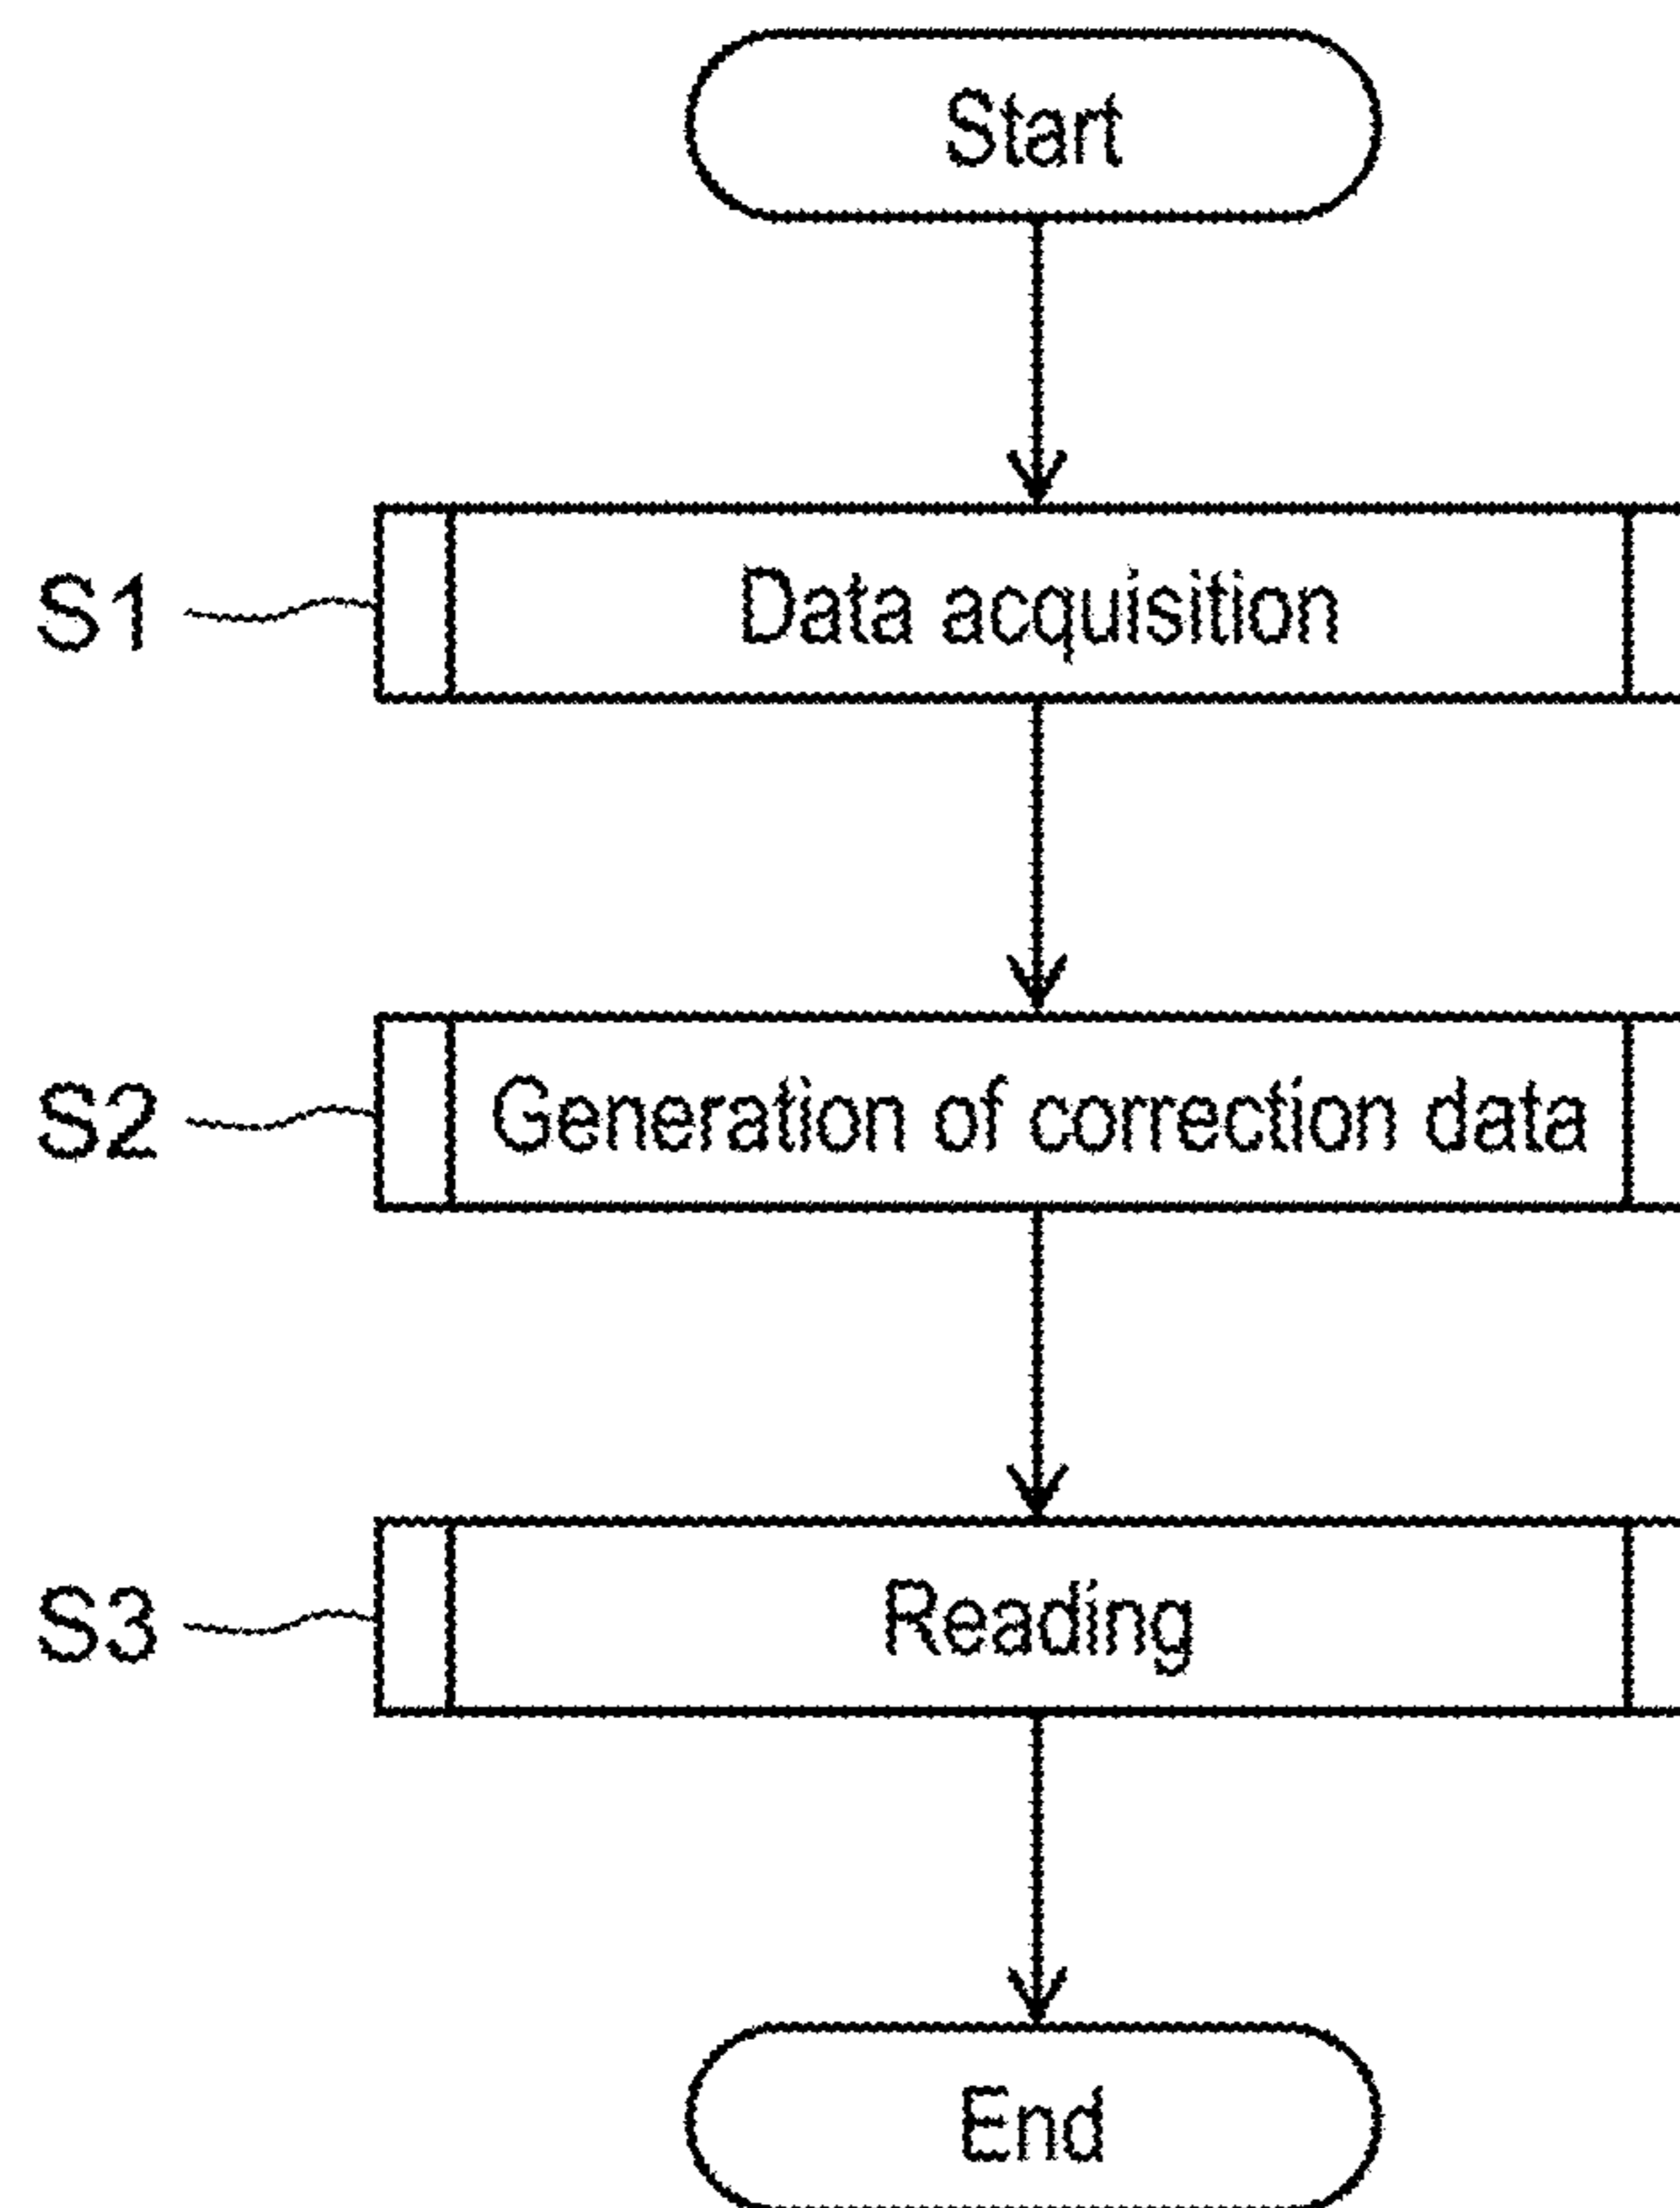 Start
S1 Data acquisition
S2 Generation of correction data
S3 Reading
End